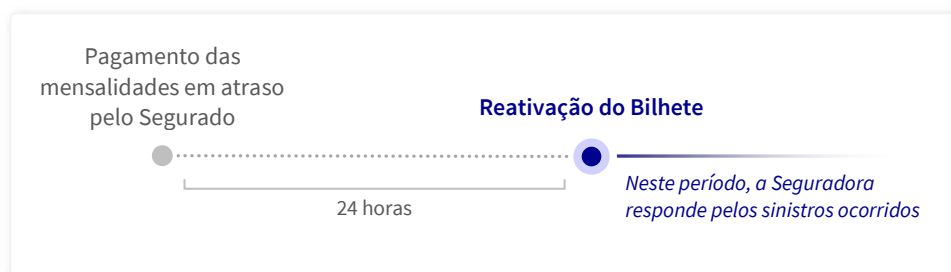 Pagamento das
mensalidades em atraso
pelo Segurado
Reativação do Bilhete
24 horas
Neste período, a Seguradora
responde pelos sinistros ocorridos